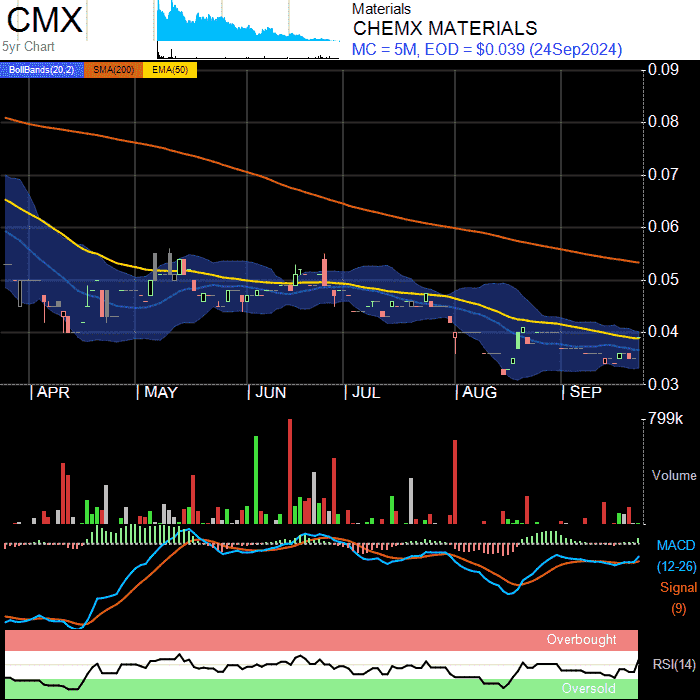 CMX
5yr Chart
Materials
CHEMX MATERIALS
MC = 5M, EOD = $0.039 (24Sep2024)
BollBands(20,2) SMA(200) EMA(50)
0.09
0.08
0.07
0.06
0.05
0.04
0.03
APR MAY JUN JUL AUG SEP
799k
Volume
MACD
(12-26)
Signal
(9)
Overbought
RSI(14)
Oversold